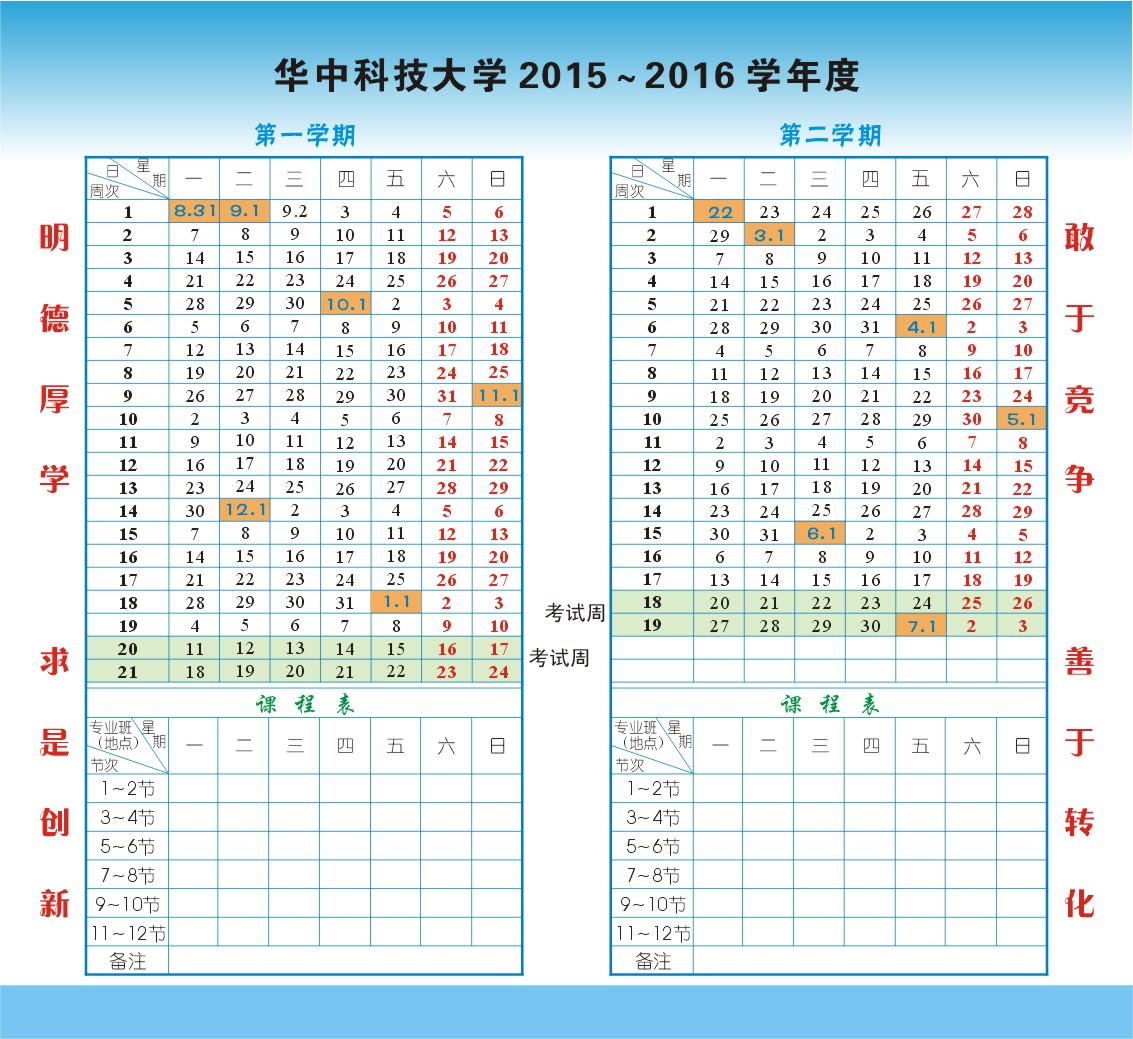 华中科技大学 2015~2016 学年度
第一学期
日 星期 周次 一 二 三 四 五 六 日
1 8.31 9.1 9.2 3 4 5 6
2 7 8 9 10 11 12 13
3 14 15 16 17 18 19 20
4 21 22 23 24 25 26 27
5 28 29 30 10.1 2 3 4
6 5 6 7 8 9 10 11
7 12 13 14 15 16 17 18
8 19 20 21 22 23 24 25
9 26 27 28 29 30 31 11.1
10 2 3 4 5 6 7 8
11 9 10 11 12 13 14 15
12 16 17 18 19 20 21 22
13 23 24 25 26 27 28 29
14 30 12.1 2 3 4 5 6
15 7 8 9 10 11 12 13
16 14 15 16 17 18 19 20
17 21 22 23 24 25 26 27
18 28 29 30 31 1.1 2 3
19 4 5 6 7 8 9 10
20 11 12 13 14 15 16 17 考试周
21 18 19 20 21 22 23 24
课程表
专业班(地点) 星期 节次 一 二 三 四 五 六 日
1~2节
3~4节
5~6节
7~8节
9~10节
11~12节
备注
第二学期
日 星期 周次 一 二 三 四 五 六 日
1 22 23 24 25 26 27 28
2 29 3.1 2 3 4 5 6
3 7 8 9 10 11 12 13
4 14 15 16 17 18 19 20
5 21 22 23 24 25 26 27
6 28 29 30 31 4.1 2 3
7 4 5 6 7 8 9 10
8 11 12 13 14 15 16 17
9 18 19 20 21 22 23 24
10 25 26 27 28 29 30 5.1
11 2 3 4 5 6 7 8
12 9 10 11 12 13 14 15
13 16 17 18 19 20 21 22
14 23 24 25 26 27 28 29
15 30 31 6.1 2 3 4 5
16 6 7 8 9 10 11 12
17 13 14 15 16 17 18 19
考试周 18 20 21 22 23 24 25 26
19 27 28 29 30 7.1 2 3
课程表
专业班(地点) 星期 节次 一 二 三 四 五 六 日
1~2节
3~4节
5~6节
7~8节
9~10节
11~12节
备注
明德厚学
求是创新
敢于竞争
善于转化